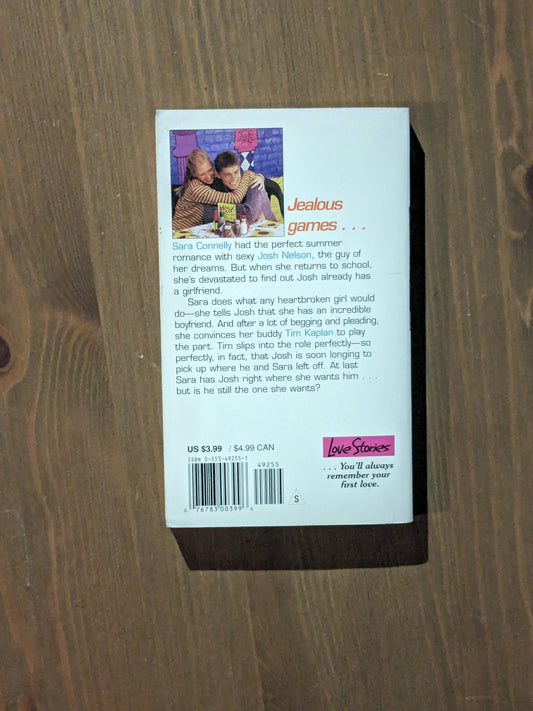 Jealous
games . . .
Sara Connelly had the perfect summer
romance with sexy Josh Nelson, the guy of
her dreams. But when she returns to school,
she's devastated to find out Josh already has
a girlfriend.
Sara does what any heartbroken girl would
do—she tells Josh that she has an incredible
boyfriend. And after a lot of begging and pleading,
she convinces her buddy Tim Kaplan to play
the part. Tim slips into the role perfectly—so
perfectly, in fact, that Josh is soon longing to
pick up where he and Sara left off. At last
Sara has Josh right where she wants him . . .
but is he still the one she wants?
US $3.99 / $4.99 CAN
ISBN 0-553-49255-1
49255
0 76783 00399
S
Love Stories
. . . You'll always
remember your
first love.